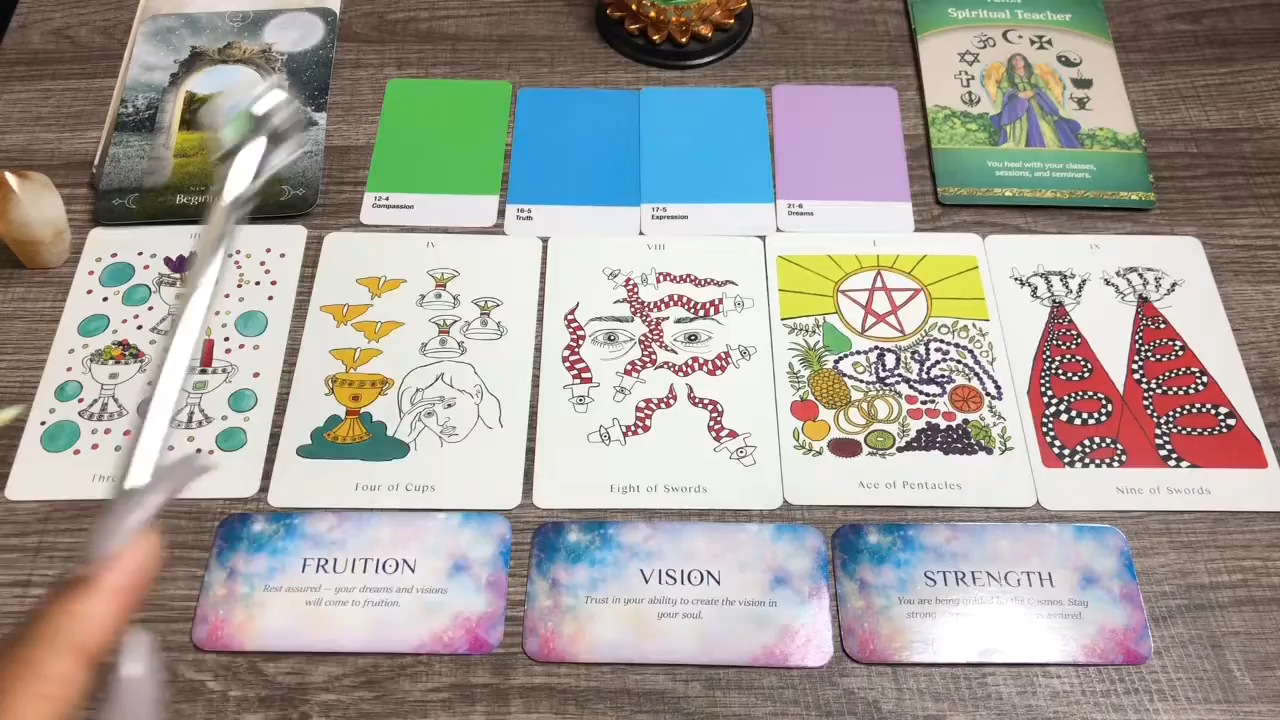 Spiritual Teacher
You heal with your classes,
sessions, and seminars.
12-4
Compassion
16-5
Truth
17-5
Expression
21-6
Dreams
III
IV
VIII
I
IX
Four of Cups
Eight of Swords
Ace of Pentacles
Nine of Swords
FRUITION
Rest assured — your dreams and visions
will come to fruition.
VISION
Trust in your ability to create the vision in
your soul.
STRENGTH
You are being guided by the Cosmos. Stay
strong assured.